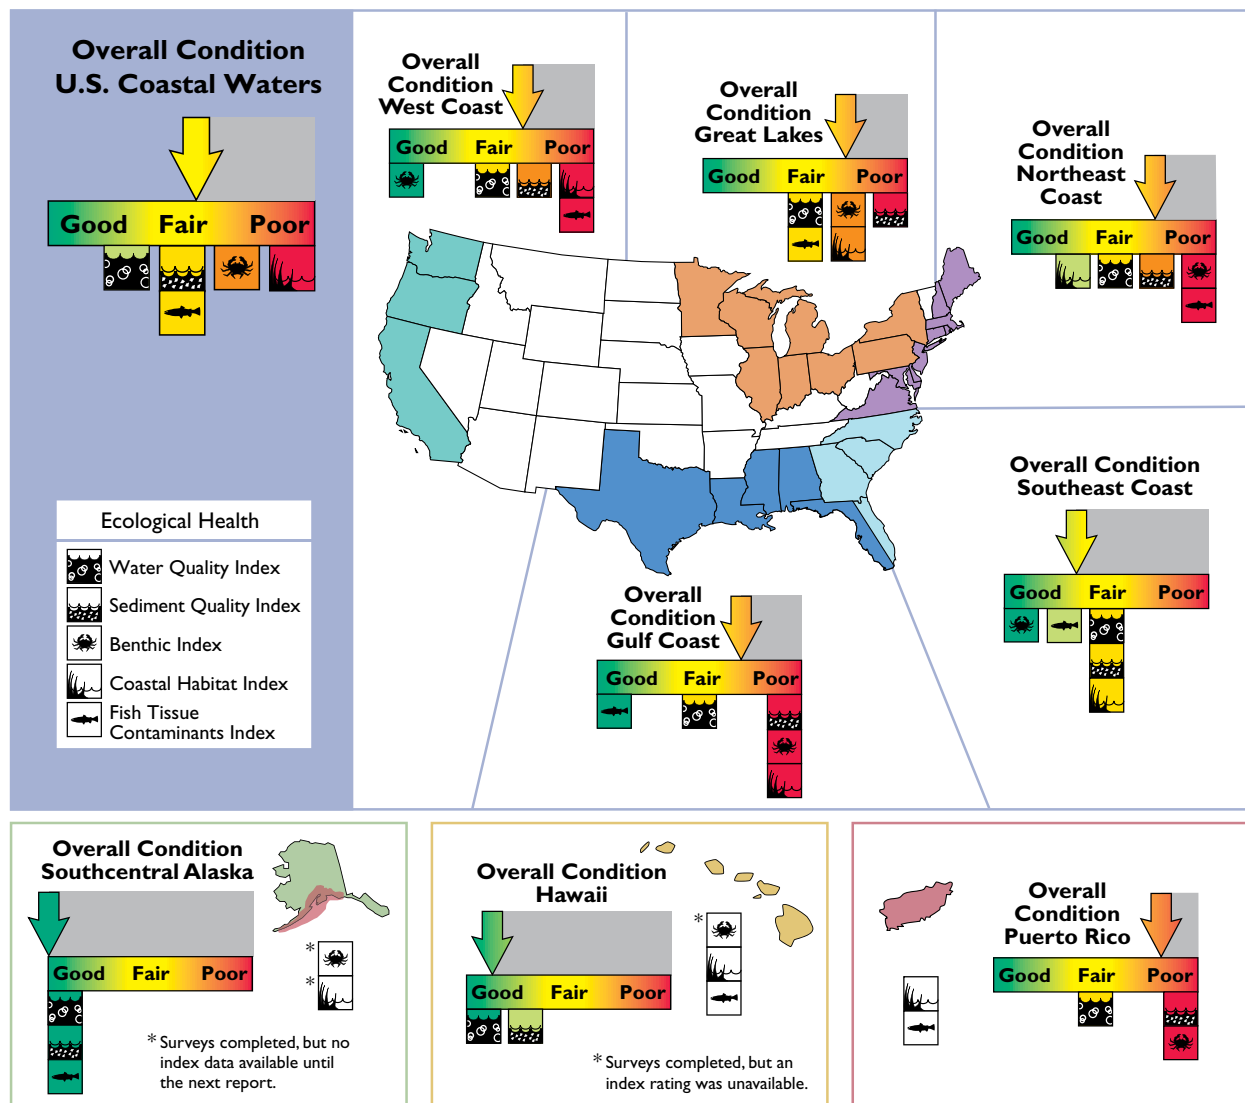 Overall Condition
U.S. Coastal Waters
Good Fair Poor
Ecological Health
Water Quality Index
Sediment Quality Index
Benthic Index
Coastal Habitat Index
Fish Tissue
Contaminants Index
Overall
Condition
West Coast
Good Fair Poor
Overall
Condition
Great Lakes
Good Fair Poor
Overall
Condition
Northeast
Coast
Good Fair Poor
Overall Condition
Southeast Coast
Good Fair Poor
Overall
Condition
Gulf Coast
Good Fair Poor
Overall Condition
Southcentral Alaska
Good Fair Poor
*
*
* Surveys completed, but no
index data available until
the next report.
Overall Condition
Hawaii
Good Fair Poor
*
* Surveys completed, but an
index rating was unavailable.
Overall
Condition
Puerto Rico
Good Fair Poor